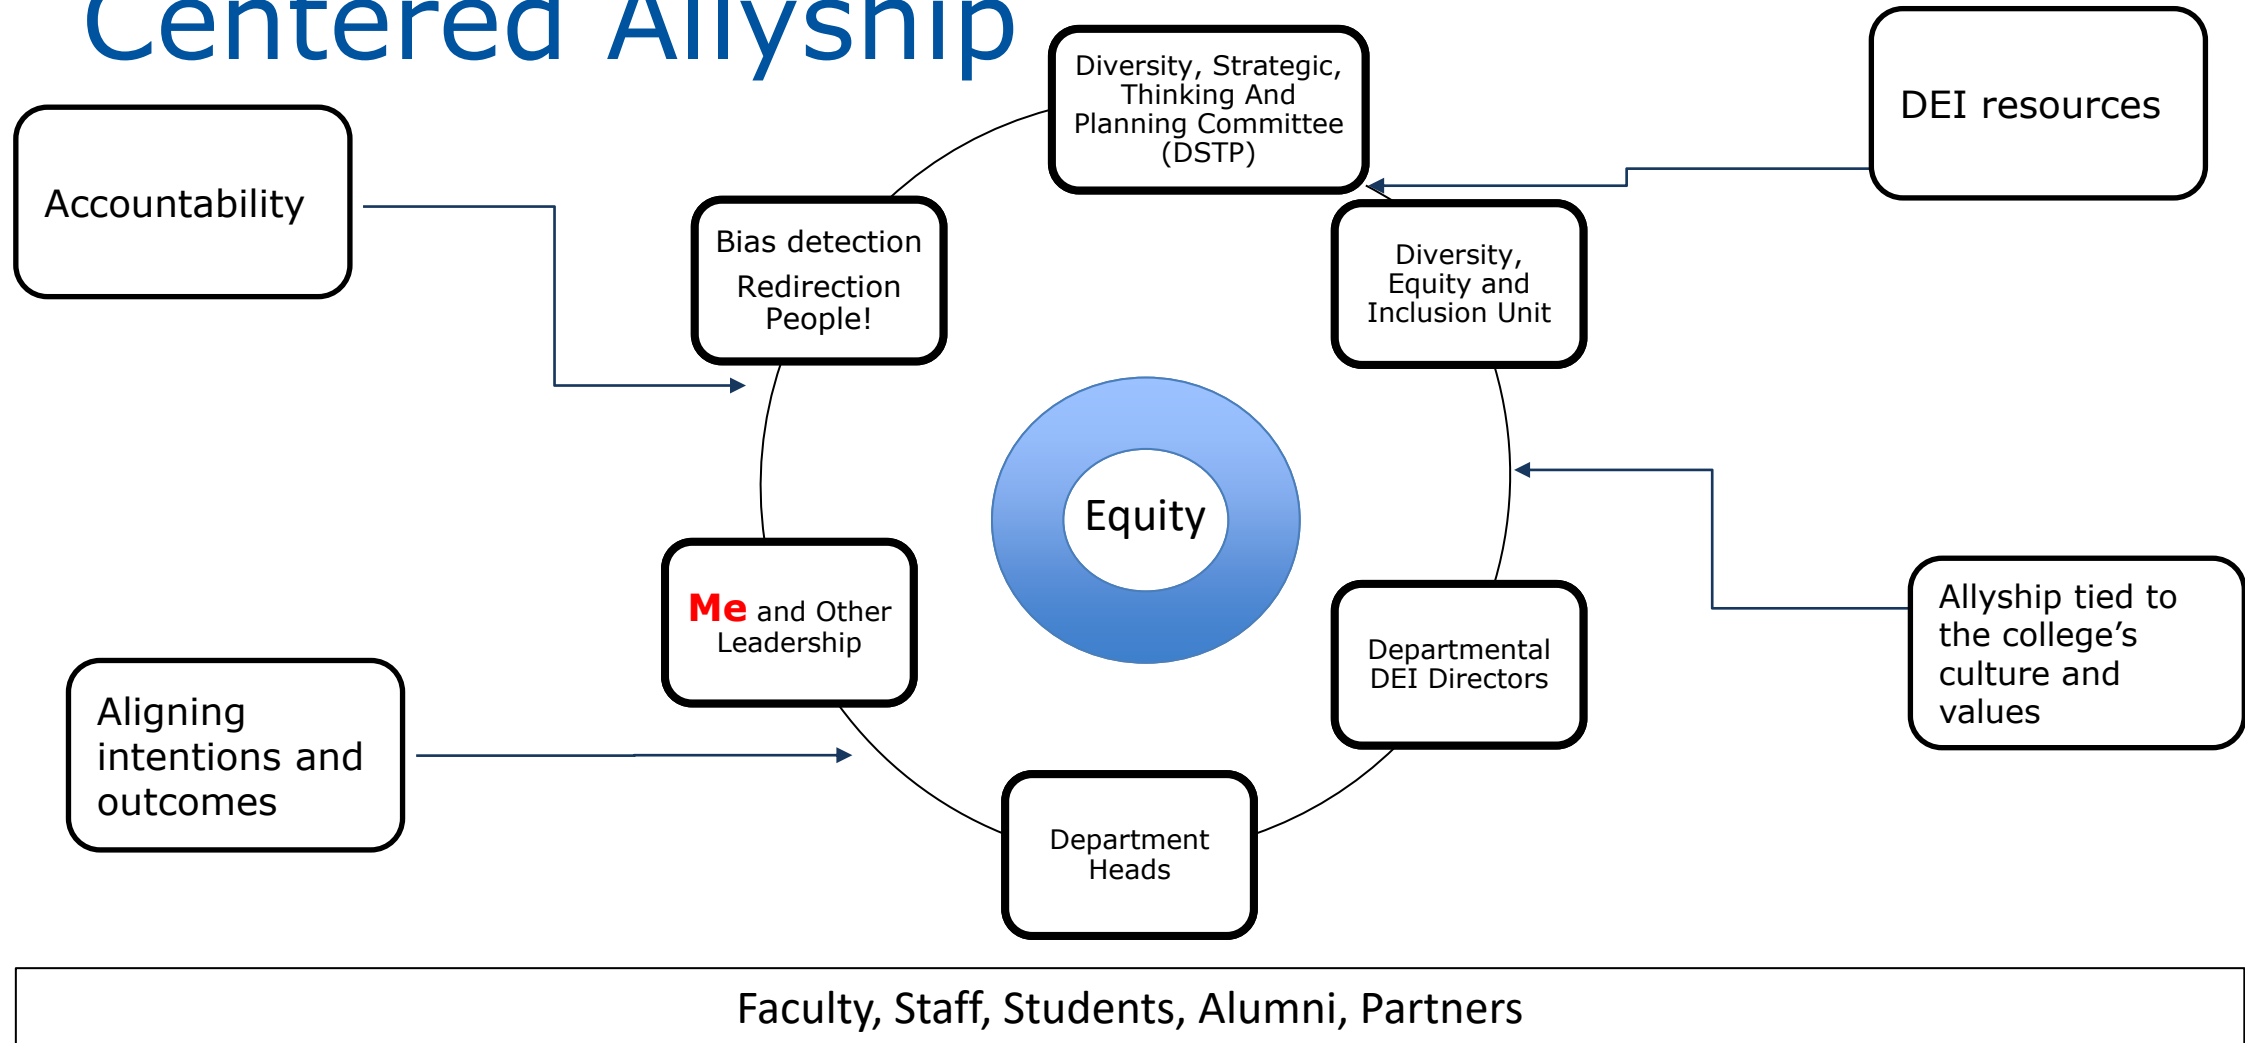 Centered Allyship
Diversity, Strategic,
Thinking And
Planning Committee
(DSTP)
DEI resources
Accountability
Bias detection
Redirection
People!
Diversity,
Equity and
Inclusion Unit
Equity
Me and Other
Leadership
Departmental
DEI Directors
Allyship tied to
the college’s
culture and
values
Aligning
intentions and
outcomes
Department
Heads
Faculty, Staff, Students, Alumni, Partners